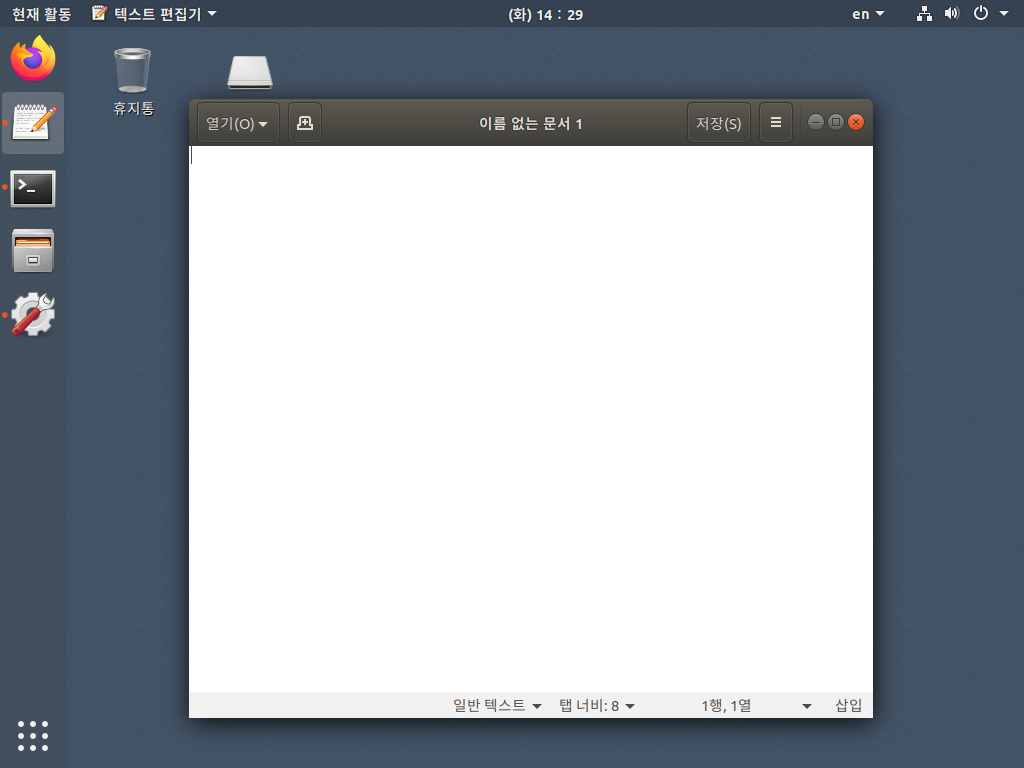 현재 활동 텍스트 편집기 (화) 14 : 29 en
휴지통
열기(O) 이름 없는 문서 1 저장(S)
일반 텍스트 탭 너비: 8 1행, 1열 삽입